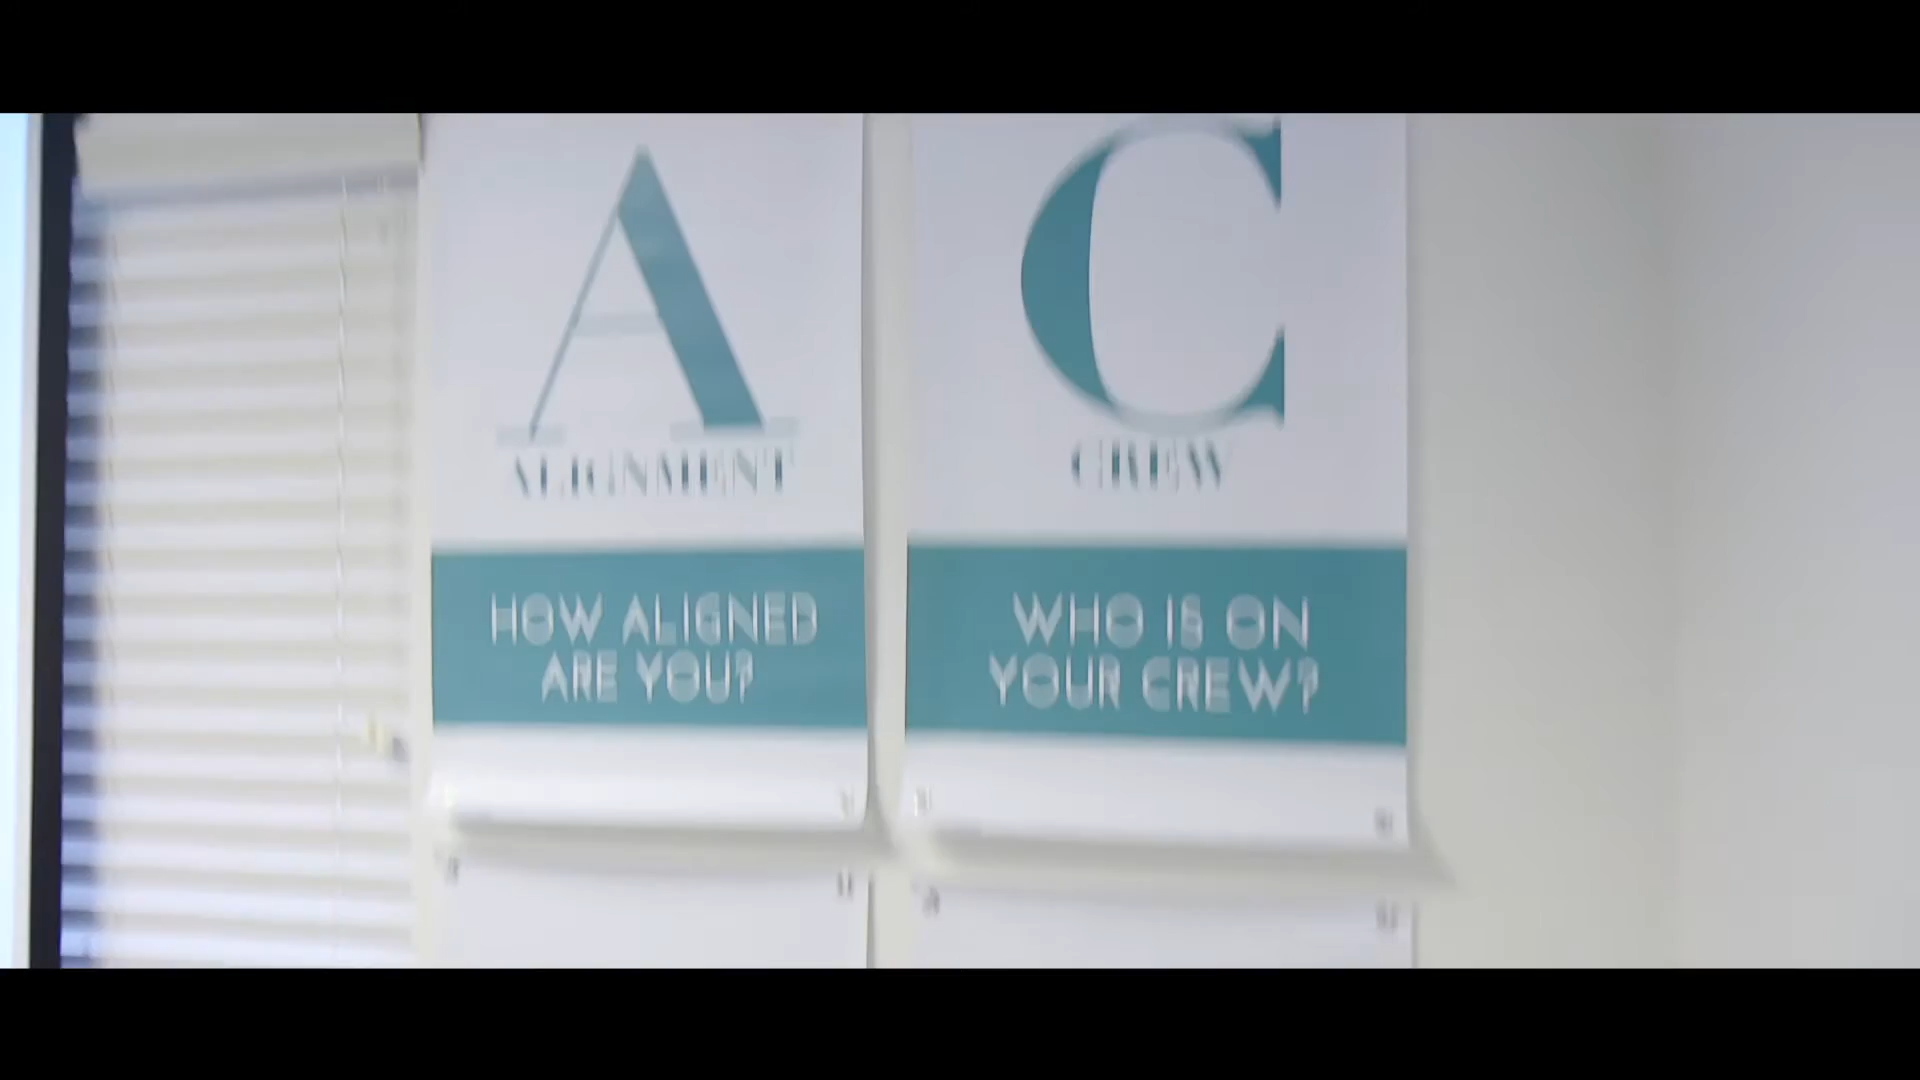 A
ALIGNMENT
HOW ALIGNED
ARE YOU?
C
CREW
WHO IS ON
YOUR CREW?